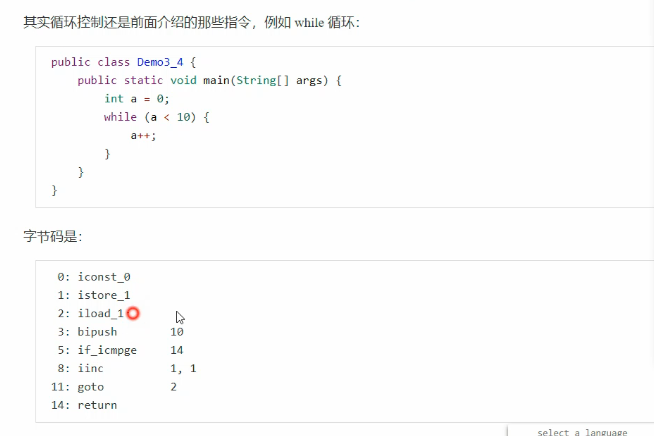 其实循环控制还是前面介绍的那些指令，例如 while 循环：
public class Demo3_4 {
    public static void main(String[] args) {
        int a = 0;
        while (a < 10) {
            a++;
        }
    }
}
字节码是：
0: iconst_0
1: istore_1
2: iload_1
3: bipush        10
5: if_icmpge     14
8: iinc          1, 1
11: goto          2
14: return
select a language